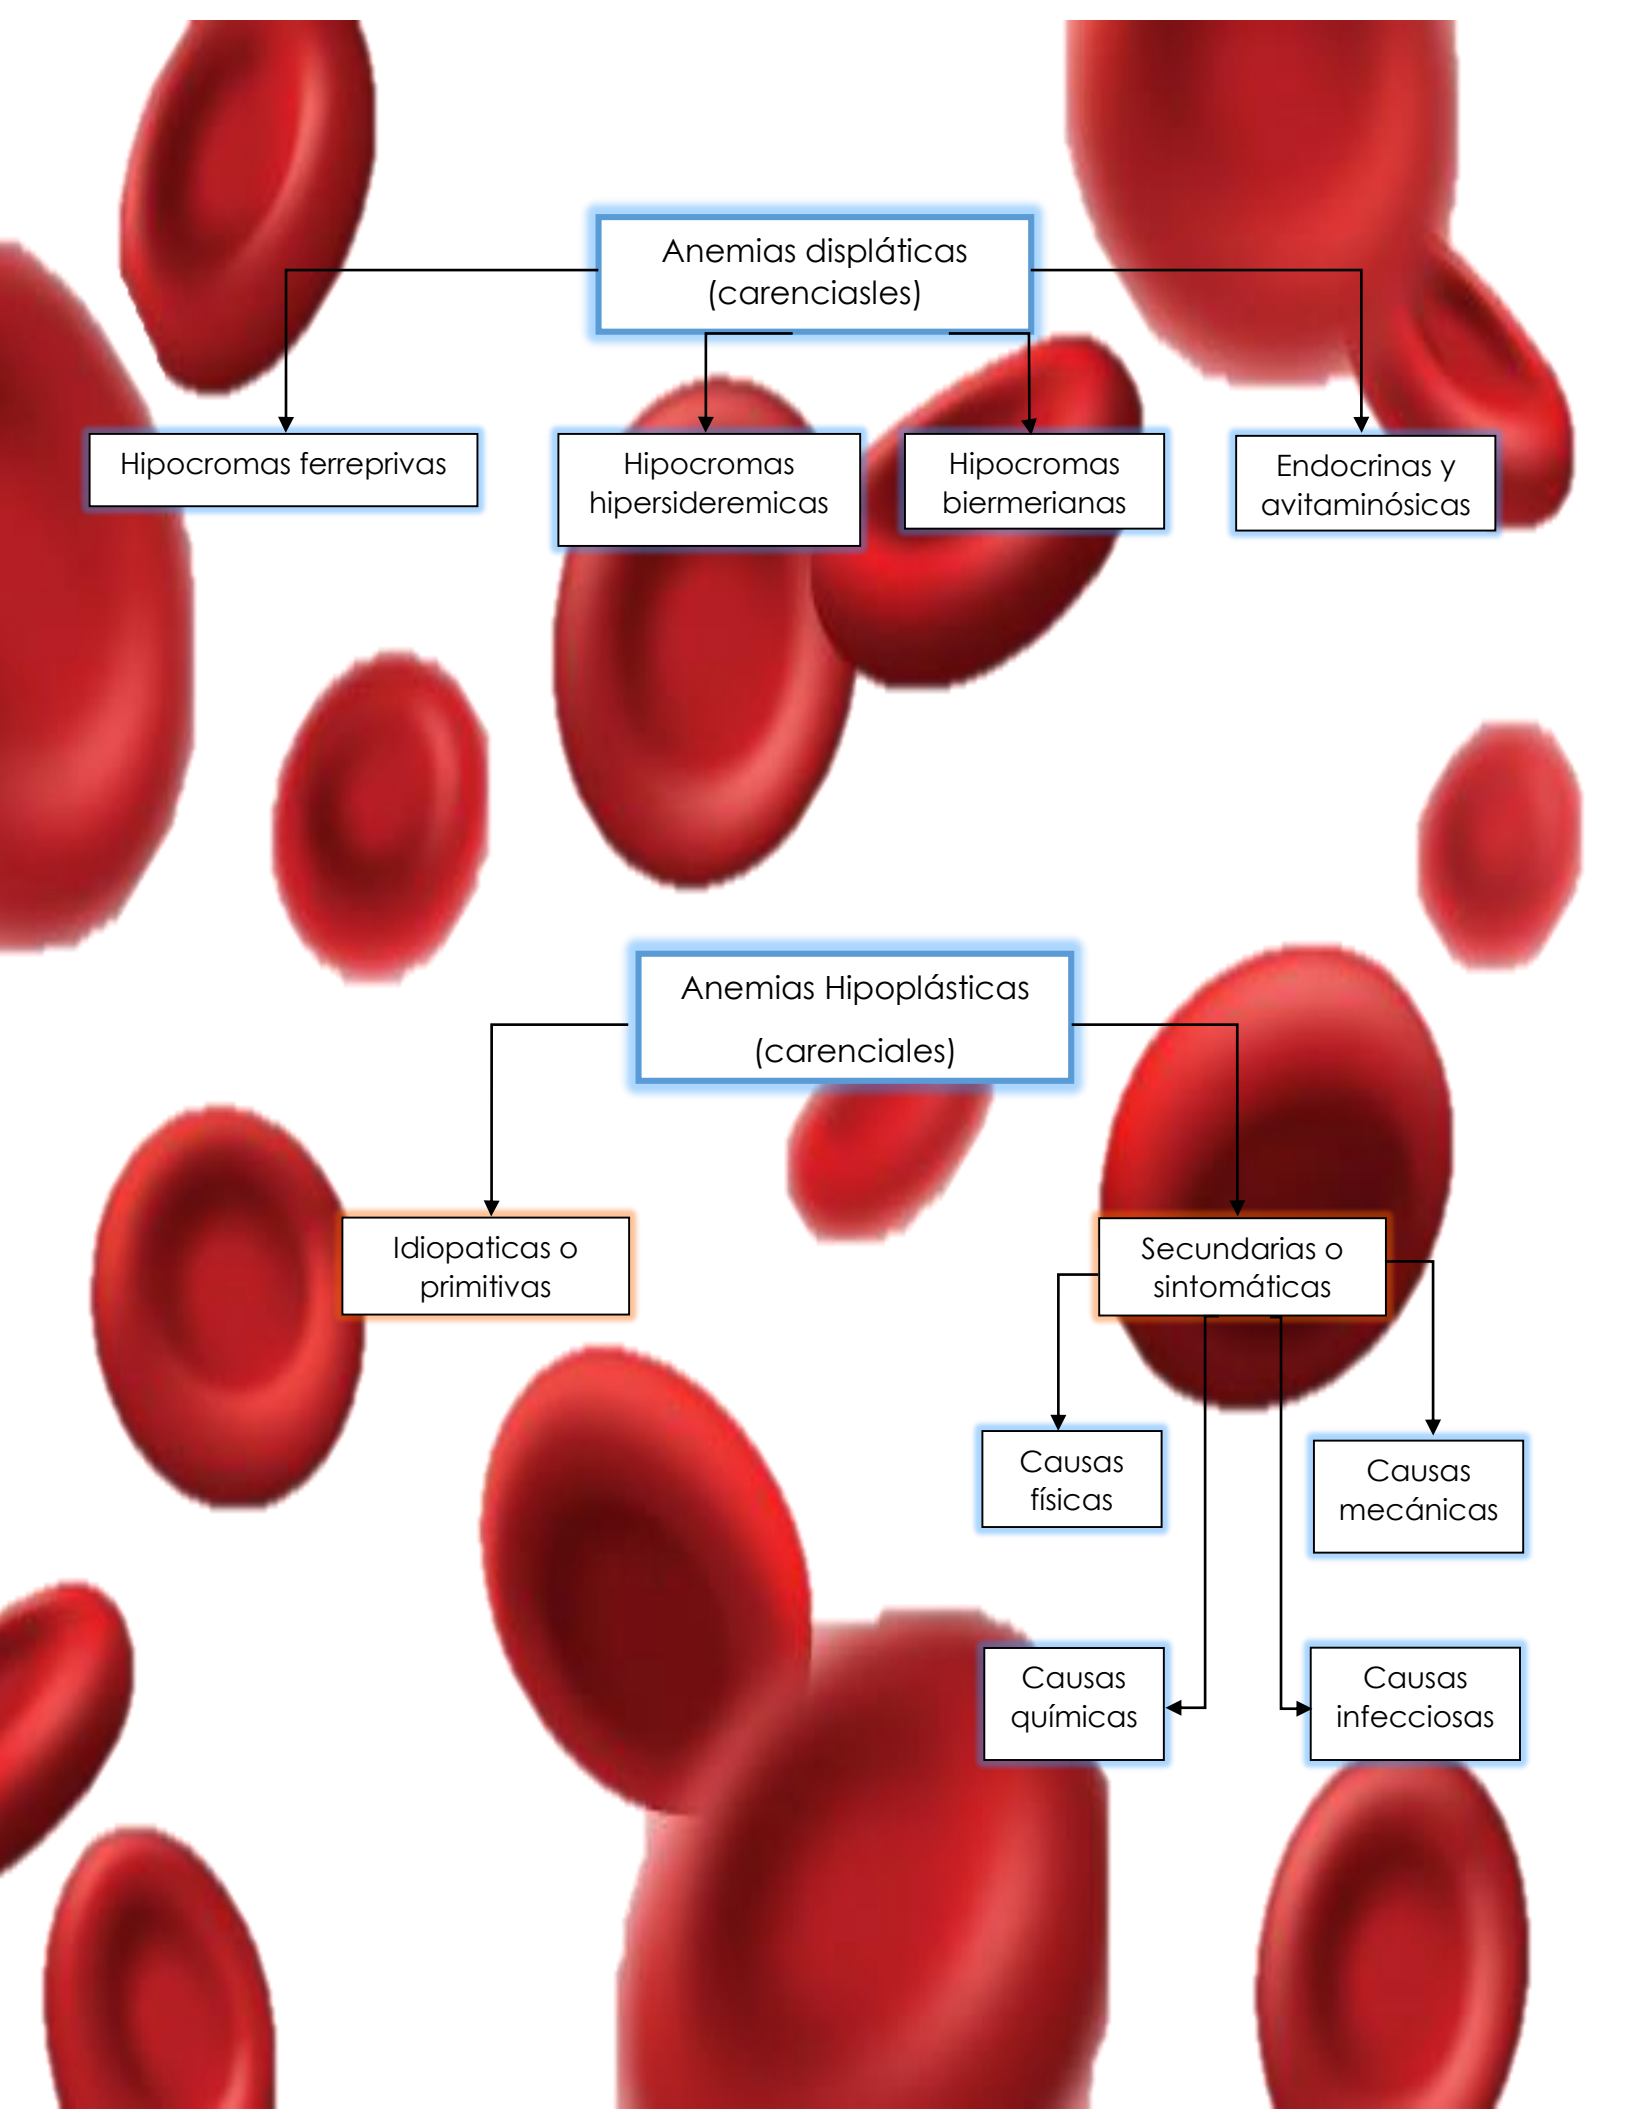 Anemias displáticas
(carenciasles)
Hipocromas ferreprivas
Hipocromas
hipersideremicas
Hipocromas
biermerianas
Endocrinas y
avitaminósicas
Anemias Hipoplásticas
(carenciales)
Idiopaticas o
primitivas
Secundarias o
sintomáticas
Causas
físicas
Causas
mecánicas
Causas
químicas
Causas
infecciosas